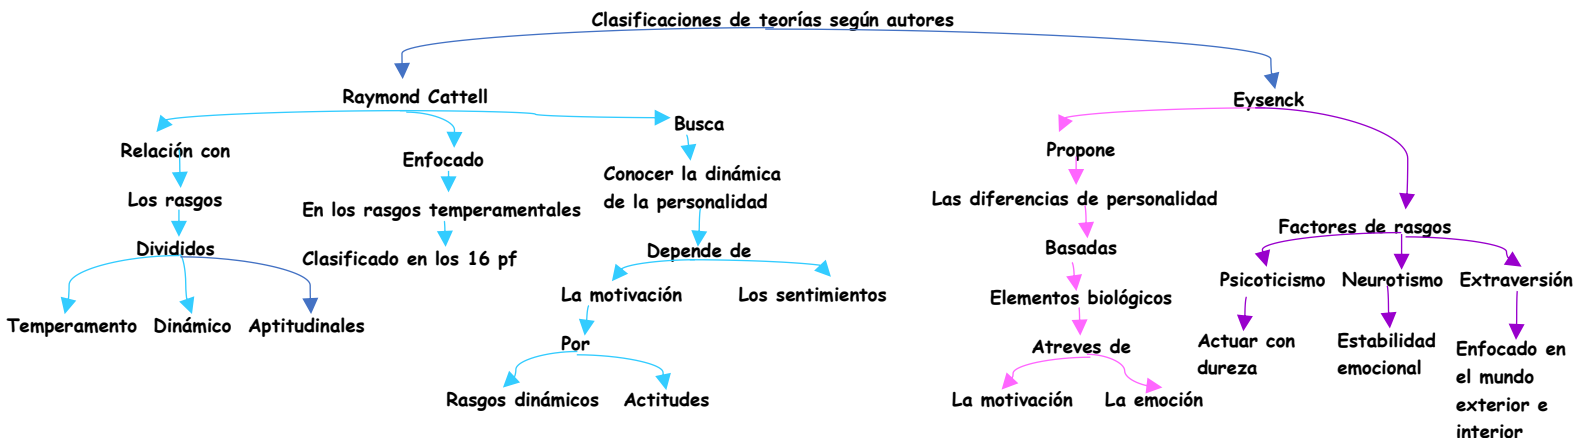 Clasificaciones de teorías según autores
Raymond Cattell
Relación con
Los rasgos
Divididos
Temperamento
Dinámico
Aptitudinales
Enfocado
En los rasgos temperamentales
Clasificado en los 16 pf
Busca
Conocer la dinámica
de la personalidad
Depende de
La motivación
Los sentimientos
Por
Rasgos dinámicos
Actitudes
Eysenck
Propone
Las diferencias de personalidad
Basadas
Elementos biológicos
Atreves de
La motivación
La emoción
Factores de rasgos
Psicoticismo
Neurotismo
Extraversión
Actuar con
dureza
Estabilidad
emocional
Enfocado en
el mundo
exterior e
interior